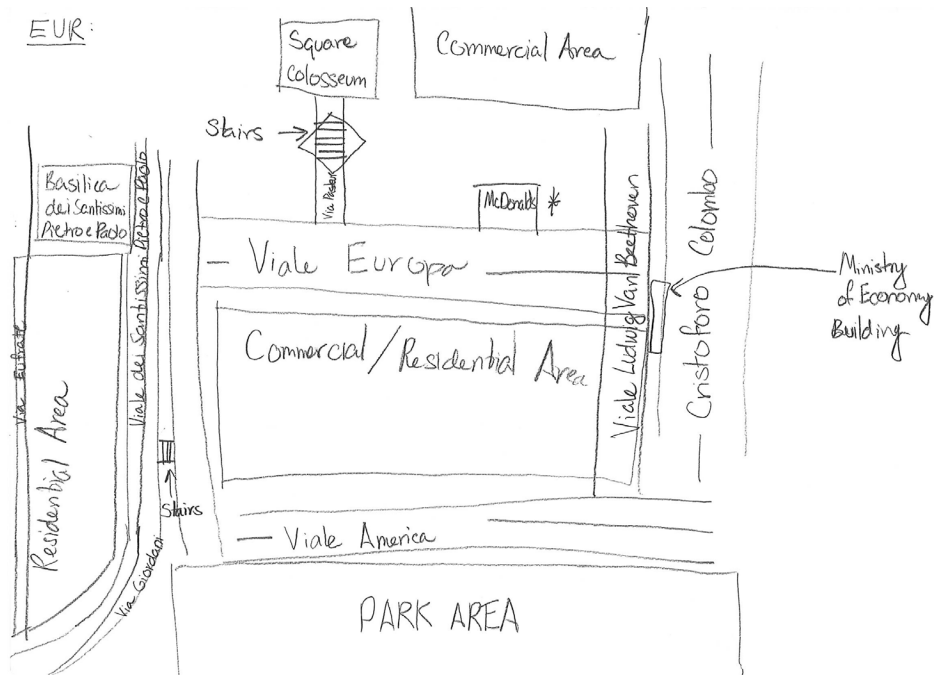 EUR:
Square
Colosseum
Commercial Area
Stairs
Via Pasteur
McDonalds *
Basilica
dei Santissimi
Pietro e Paolo
Viale dei Santissimi Pietro e Paolo
Viale Europa
Viale Ludwig Van Beethoven
Cristoforo Colombo
Ministry
of Economy
Building
Commercial/Residential Area
Via Eufrate
Residential Area
Stairs
Via Giordani
Viale America
PARK AREA